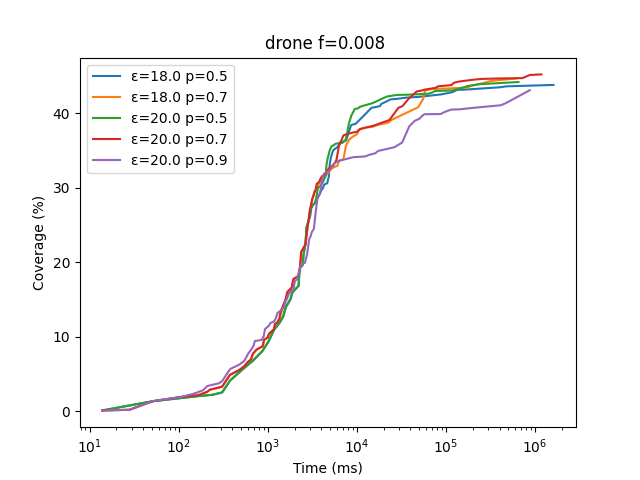 drone f=0.008
ε=18.0 p=0.5
ε=18.0 p=0.7
ε=20.0 p=0.5
ε=20.0 p=0.7
ε=20.0 p=0.9
Coverage (%)
40
30
20
10
0
10¹ 10² 10³ 10⁴ 10⁵ 10⁶
Time (ms)